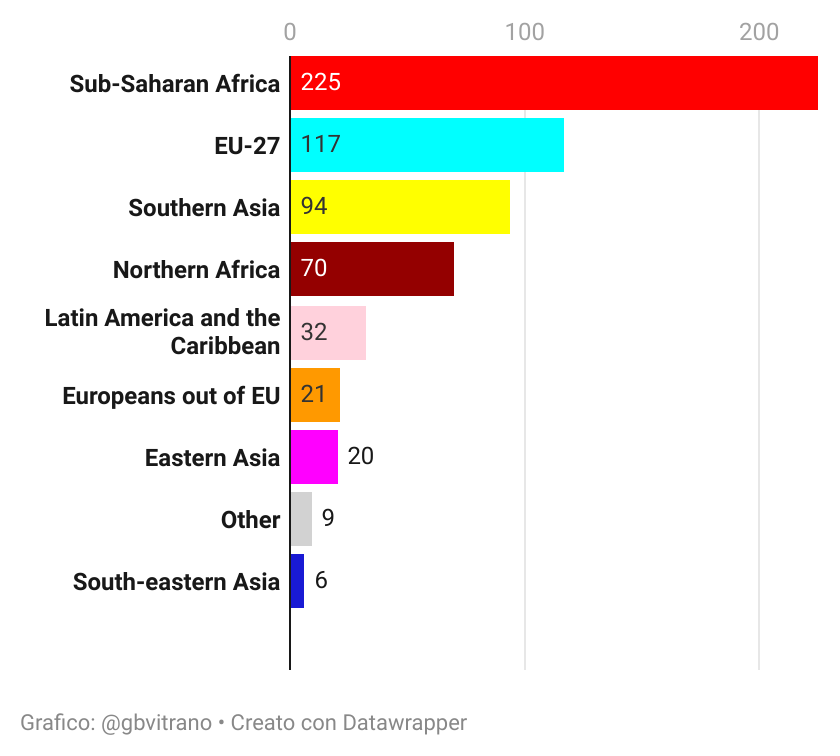 0 100 200
Sub-Saharan Africa 225
EU-27 117
Southern Asia 94
Northern Africa 70
Latin America and the
Caribbean 32
Europeans out of EU 21
Eastern Asia 20
Other 9
South-eastern Asia 6
Grafico: @gbvitrano • Creato con Datawrapper